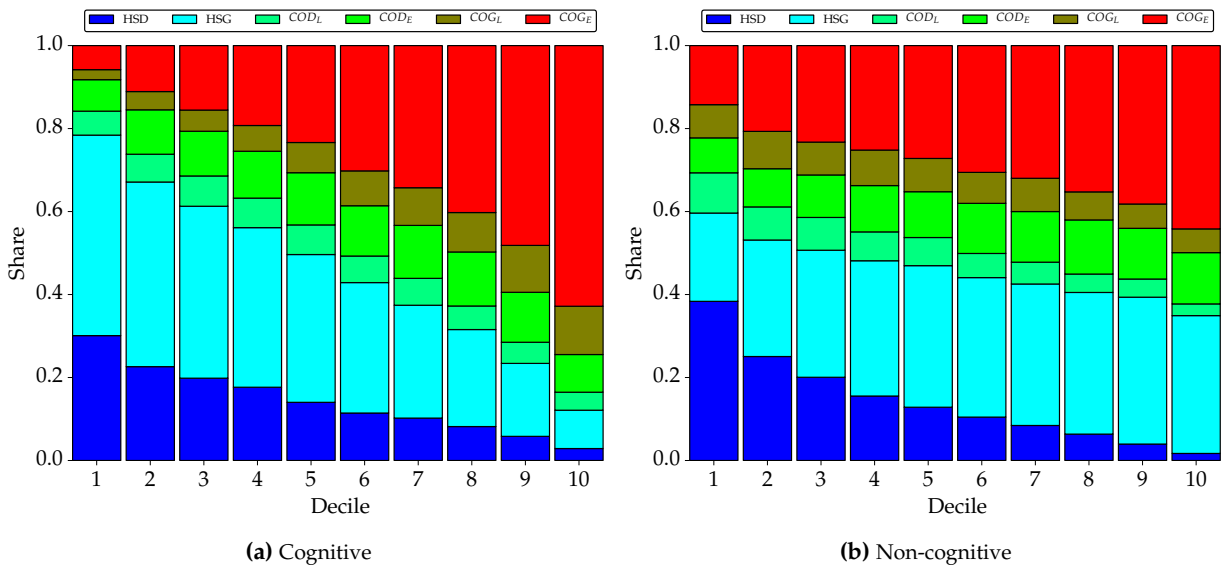 HSD HSG COD_L COD_E COG_L COG_E
1.0
0.8
0.6
0.4
0.2
0.0
Share
1 2 3 4 5 6 7 8 9 10
Decile
(a) Cognitive
HSD HSG COD_L COD_E COG_L COG_E
1.0
0.8
0.6
0.4
0.2
0.0
Share
1 2 3 4 5 6 7 8 9 10
Decile
(b) Non-cognitive